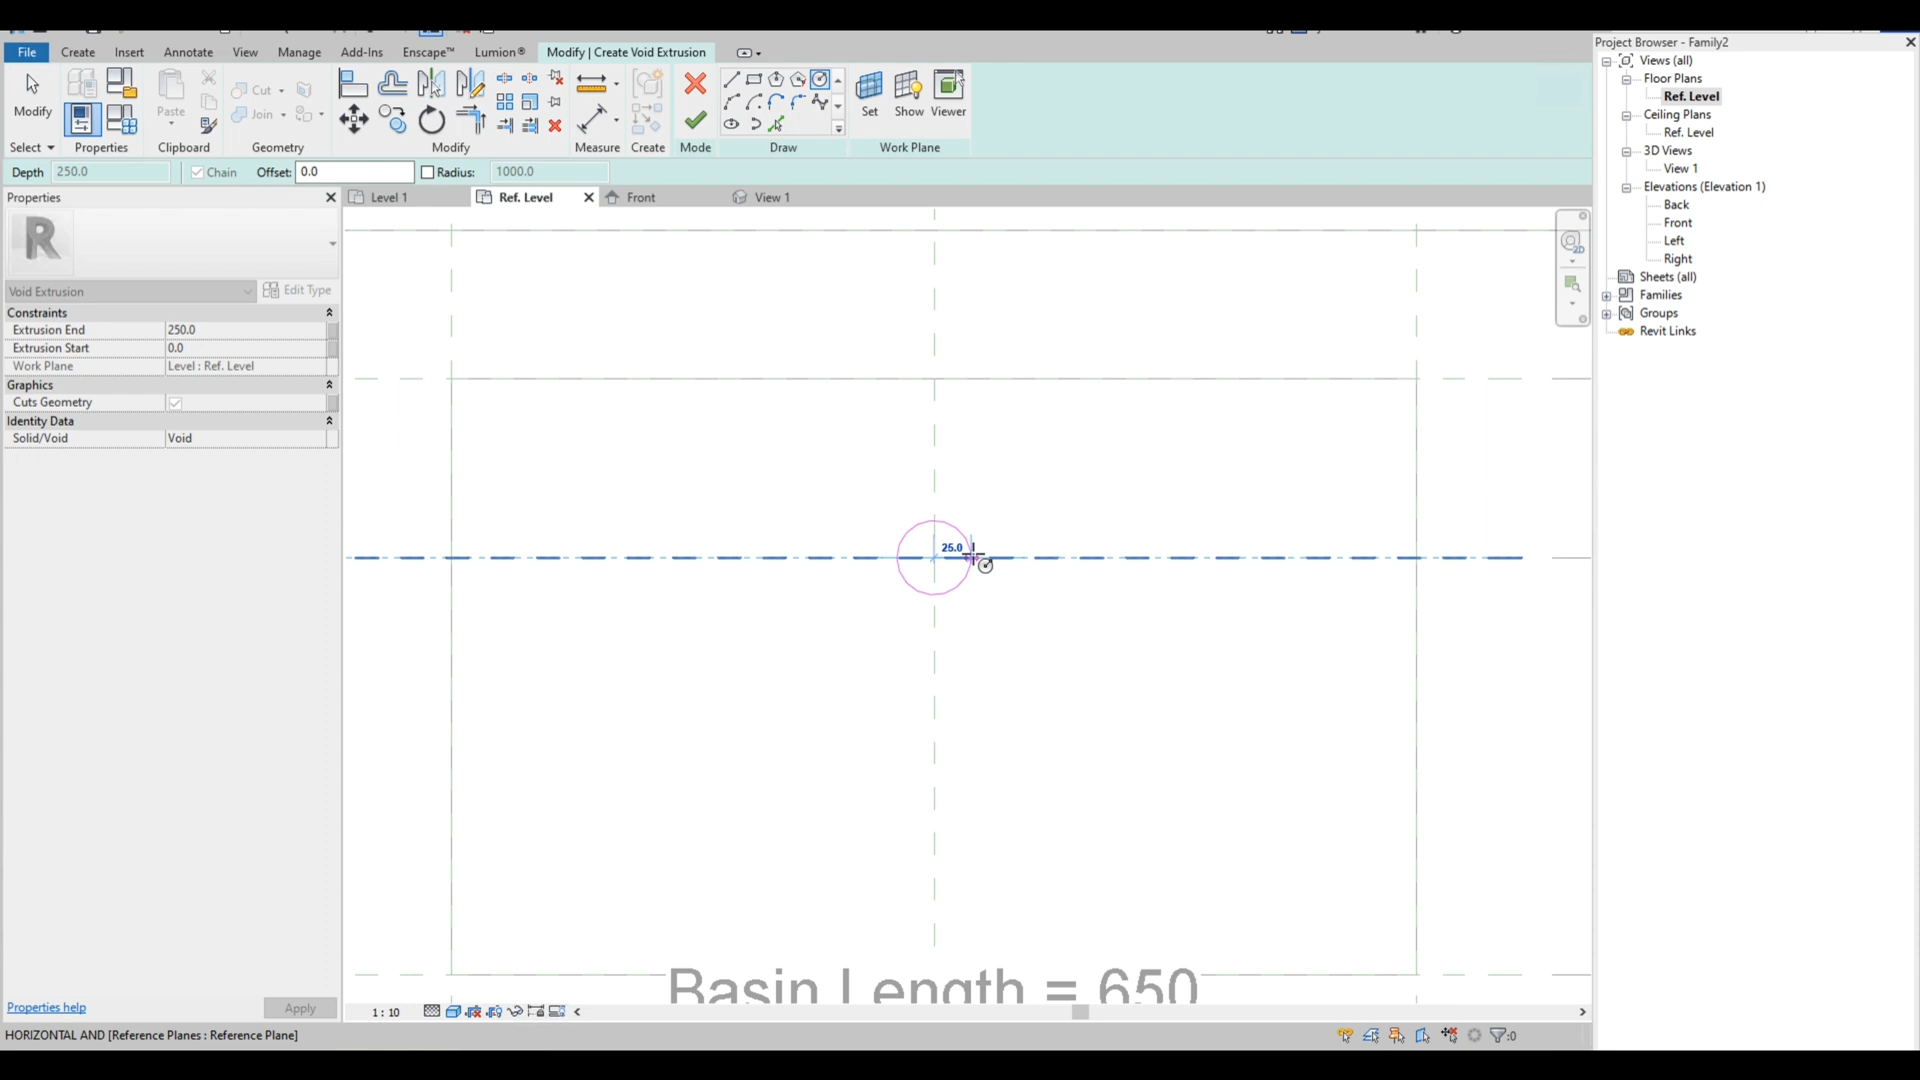 File Create Insert Annotate View Manage Add-Ins Enscape™ Lumion® Modify | Create Void Extrusion
Modify Paste Cut Join Set Show Viewer
Select Properties Clipboard Geometry Modify Measure Create Mode Draw Work Plane
Depth 250.0 Chain Offset: 0.0 Radius: 1000.0
Properties
Level 1 Ref. Level Front View 1
R
Void Extrusion Edit Type
Constraints
Extrusion End 250.0
Extrusion Start 0.0
Work Plane Level : Ref. Level
Graphics
Cuts Geometry
Identity Data
Solid/Void Void
25.0
2D
Basin Length = 650
Properties help Apply
1 : 10
HORIZONTAL AND [Reference Planes : Reference Plane]
:0
Project Browser - Family2
Views (all)
Floor Plans
Ref. Level
Ceiling Plans
Ref. Level
3D Views
View 1
Elevations (Elevation 1)
Back
Front
Left
Right
Sheets (all)
Families
Groups
Revit Links